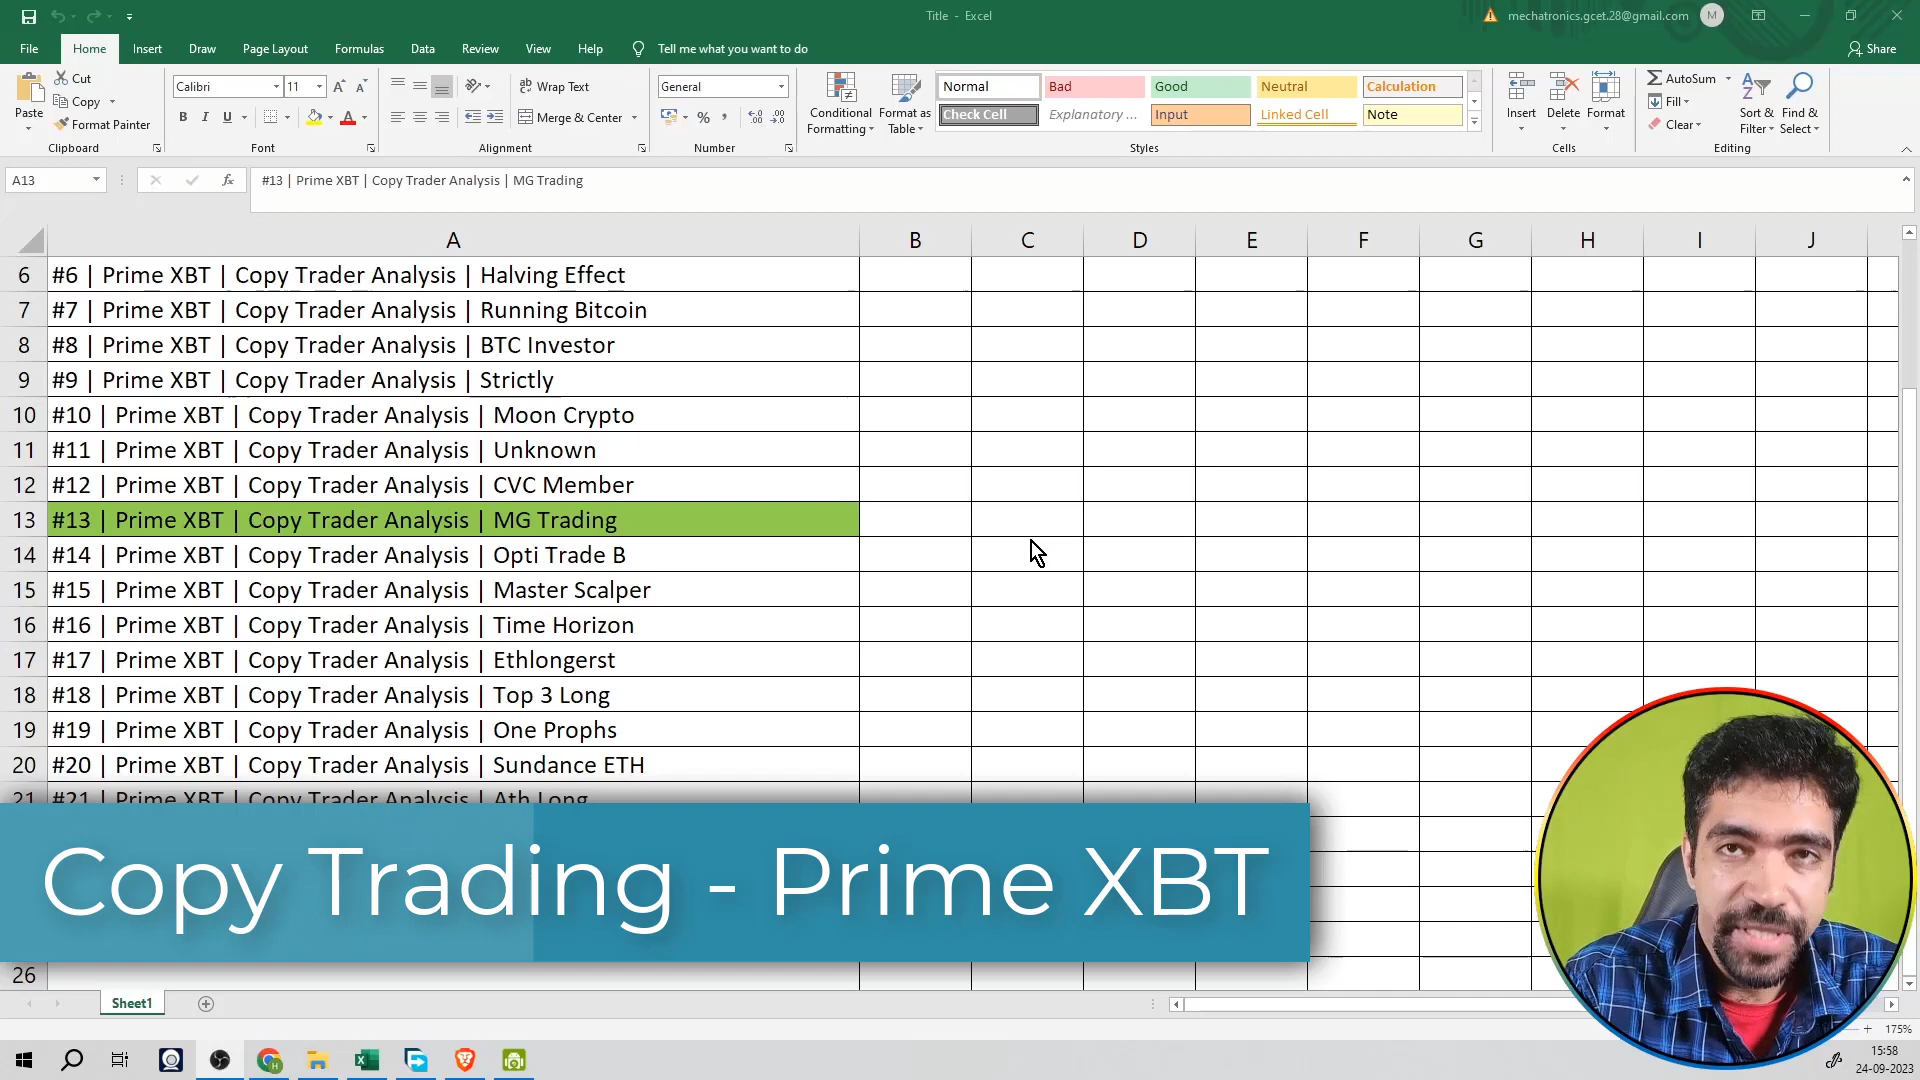 Title - Excel
mechatronics.gcet.28@gmail.com M
File Home Insert Draw Page Layout Formulas Data Review View Help Tell me what you want to do Share
Paste
Cut
Copy
Format Painter
Clipboard
Calibri 11
B I U
Font
Wrap Text
Merge & Center
Alignment
General
%
Number
Conditional Formatting
Format as Table
Normal Bad Good Neutral Calculation
Check Cell Explanatory ... Input Linked Cell Note
Styles
Insert Delete Format
Cells
AutoSum
Fill
Clear
Sort & Filter
Find & Select
Editing
A13 fx #13 | Prime XBT | Copy Trader Analysis | MG Trading
A B C D E F G H I J
6 #6 | Prime XBT | Copy Trader Analysis | Halving Effect
7 #7 | Prime XBT | Copy Trader Analysis | Running Bitcoin
8 #8 | Prime XBT | Copy Trader Analysis | BTC Investor
9 #9 | Prime XBT | Copy Trader Analysis | Strictly
10 #10 | Prime XBT | Copy Trader Analysis | Moon Crypto
11 #11 | Prime XBT | Copy Trader Analysis | Unknown
12 #12 | Prime XBT | Copy Trader Analysis | CVC Member
13 #13 | Prime XBT | Copy Trader Analysis | MG Trading
14 #14 | Prime XBT | Copy Trader Analysis | Opti Trade B
15 #15 | Prime XBT | Copy Trader Analysis | Master Scalper
16 #16 | Prime XBT | Copy Trader Analysis | Time Horizon
17 #17 | Prime XBT | Copy Trader Analysis | Ethlongerst
18 #18 | Prime XBT | Copy Trader Analysis | Top 3 Long
19 #19 | Prime XBT | Copy Trader Analysis | One Prophs
20 #20 | Prime XBT | Copy Trader Analysis | Sundance ETH
21 #21 | Prime XBT | Copy Trader Analysis | Ath Long
Copy Trading - Prime XBT
26
Sheet1
175%
15:58
24-09-2023